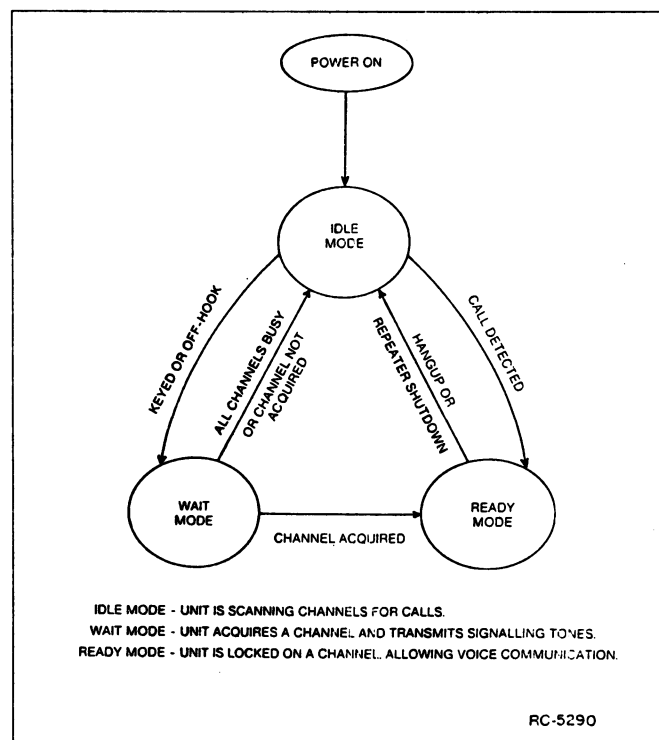 POWER ON
IDLE
MODE
KEYED OR OFF-HOOK
ALL CHANNELS BUSY
OR CHANNEL NOT
ACQUIRED
HANGUP OR
REPEATER SHUTDOWN
CALL DETECTED
WAIT
MODE
CHANNEL ACQUIRED
READY
MODE
IDLE MODE - UNIT IS SCANNING CHANNELS FOR CALLS.
WAIT MODE - UNIT ACQUIRES A CHANNEL AND TRANSMITS SIGNALLING TONES.
READY MODE - UNIT IS LOCKED ON A CHANNEL. ALLOWING VOICE COMMUNICATION.
RC-5290